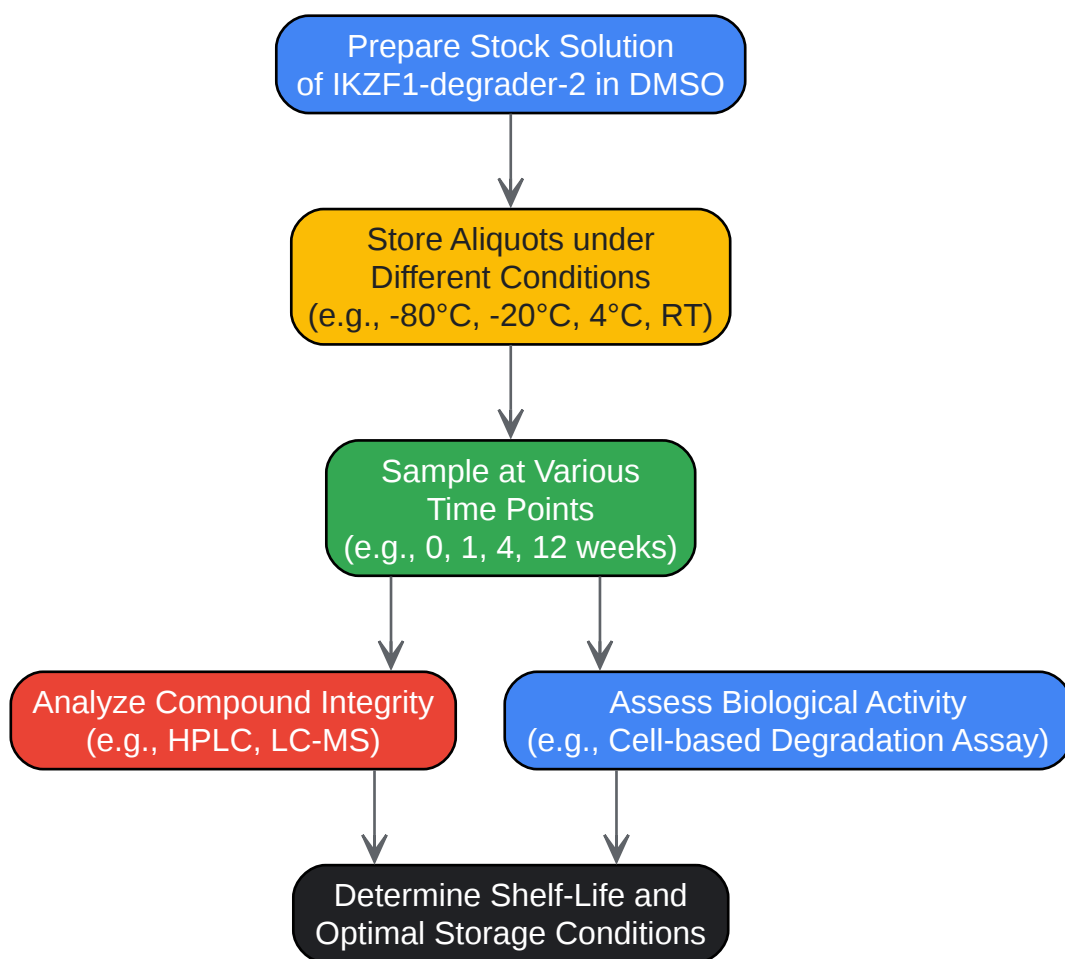 Prepare Stock Solution
of IKZF1-degrader-2 in DMSO
Store Aliquots under
Different Conditions
(e.g., -80°C, -20°C, 4°C, RT)
Sample at Various
Time Points
(e.g., 0, 1, 4, 12 weeks)
Analyze Compound Integrity
(e.g., HPLC, LC-MS)
Assess Biological Activity
(e.g., Cell-based Degradation Assay)
Determine Shelf-Life and
Optimal Storage Conditions